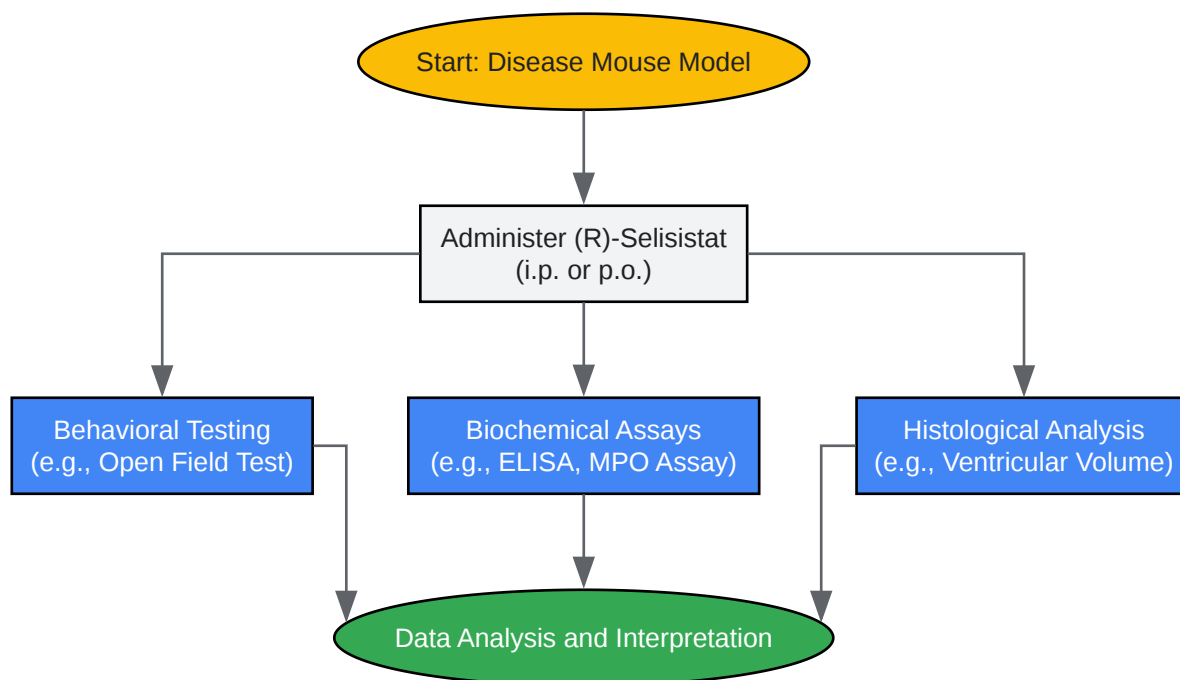 Start: Disease Mouse Model
Administer (R)-Selisistat
(i.p. or p.o.)
Behavioral Testing
(e.g., Open Field Test)
Biochemical Assays
(e.g., ELISA, MPO Assay)
Histological Analysis
(e.g., Ventricular Volume)
Data Analysis and Interpretation